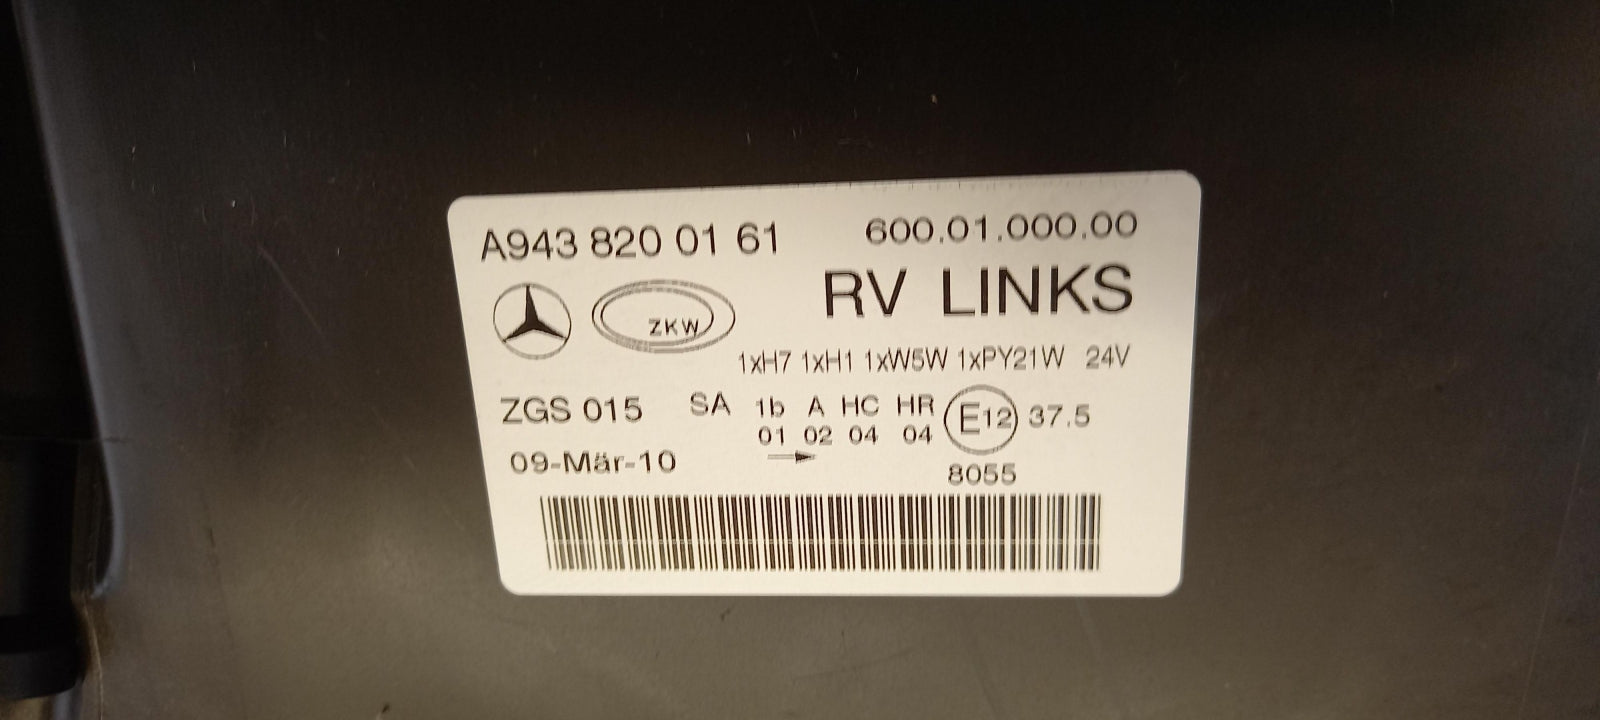 A943 820 01 61 600.01.000.00
RV LINKS
ZKW
1xH7 1xH1 1xW5W 1xPY21W 24V
ZGS 015 SA 1b A HC HR E12 37.5
01 02 04 04
09-Mär-10
8055